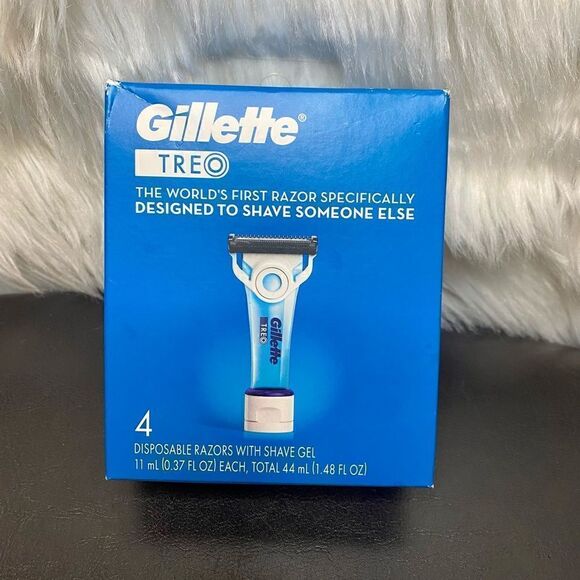 Gillette®
TREO
THE WORLD'S FIRST RAZOR SPECIFICALLY
DESIGNED TO SHAVE SOMEONE ELSE
Gillette
TREO
4
DISPOSABLE RAZORS WITH SHAVE GEL
11 mL (0.37 FL OZ) EACH, TOTAL 44 mL (1.48 FL OZ)